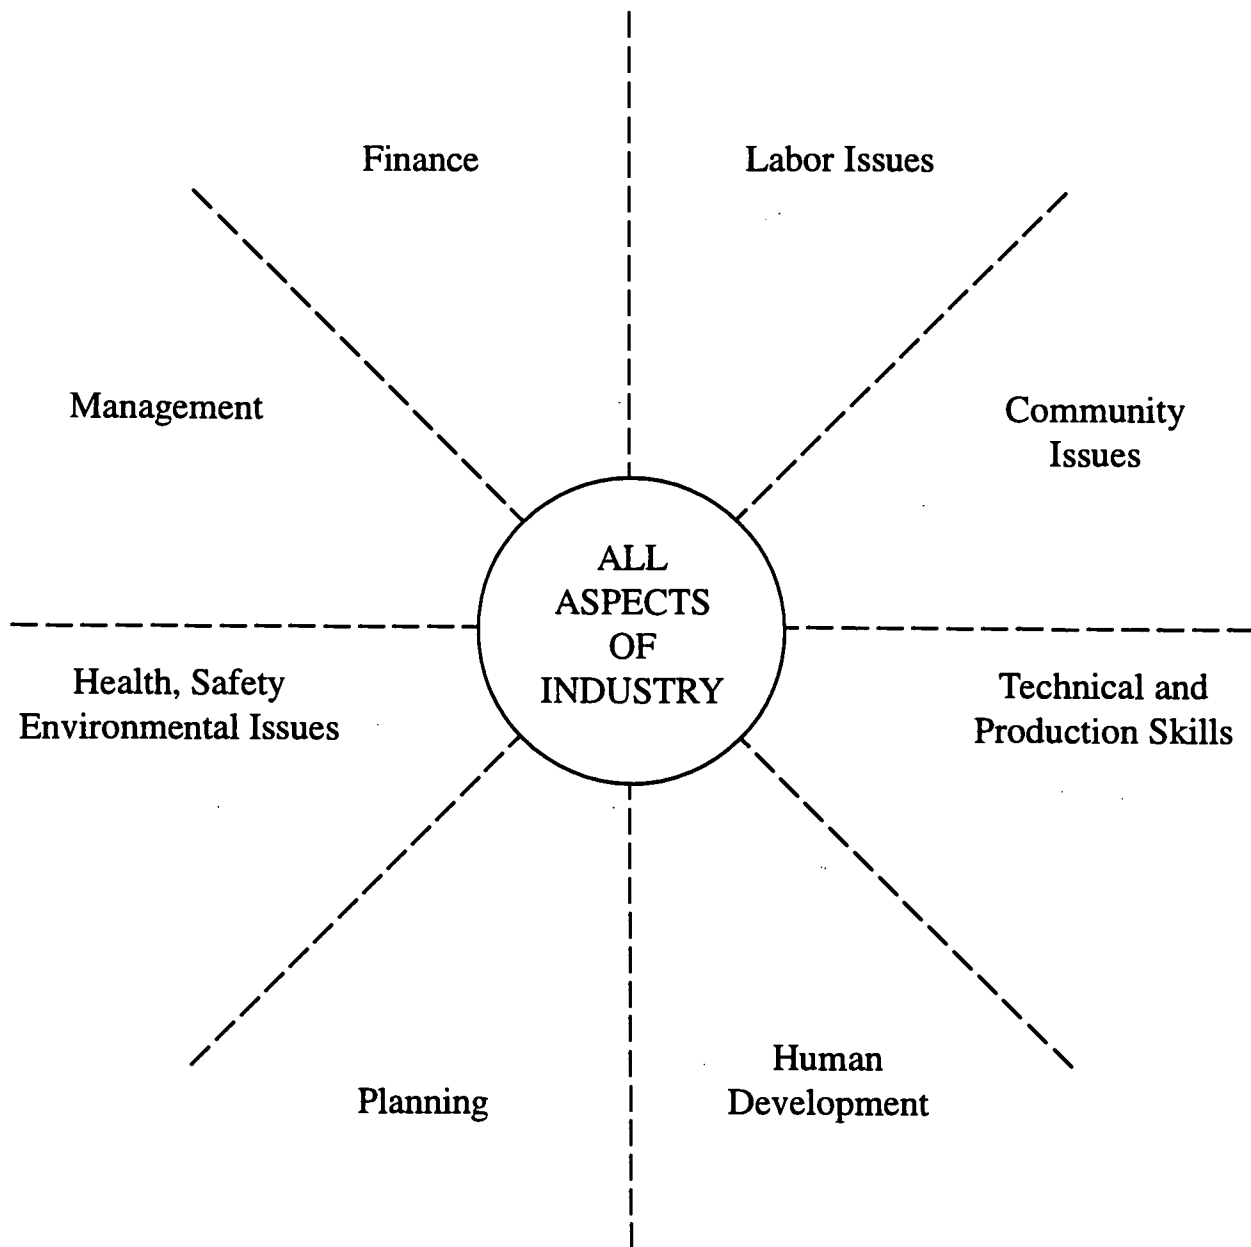 Finance
Labor Issues
Management
Community
Issues
ALL
ASPECTS
OF
INDUSTRY
Health, Safety
Environmental Issues
Technical and
Production Skills
Planning
Human
Development